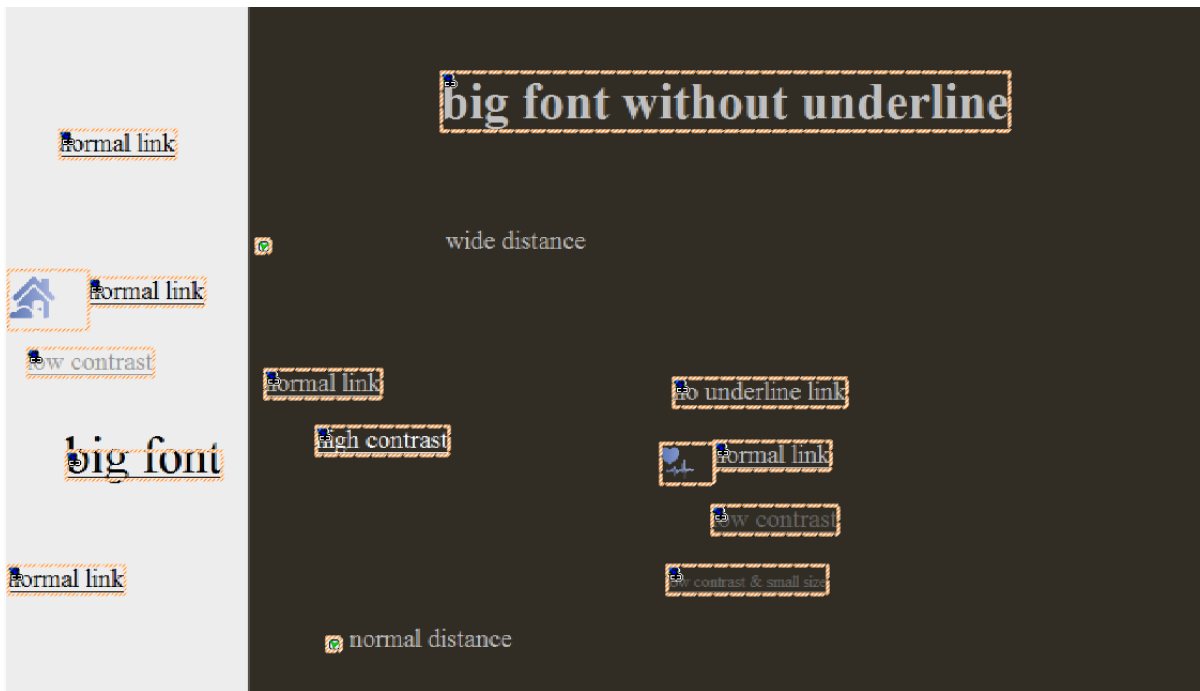 big font without underline
normal link
wide distance
normal link
low contrast
normal link
no underline link
high contrast
big font
normal link
low contrast
normal link
low contrast & small size
normal distance